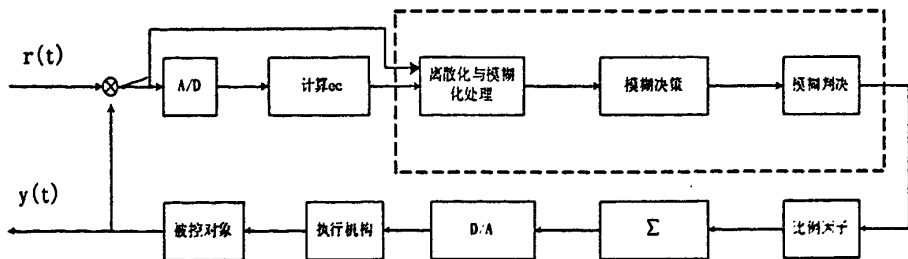 r(t)
A/D
计算ec
离散化与模糊
化处理
模糊决策
模糊判决
y(t)
被控对象
执行机构
D/A
Σ
比例因子